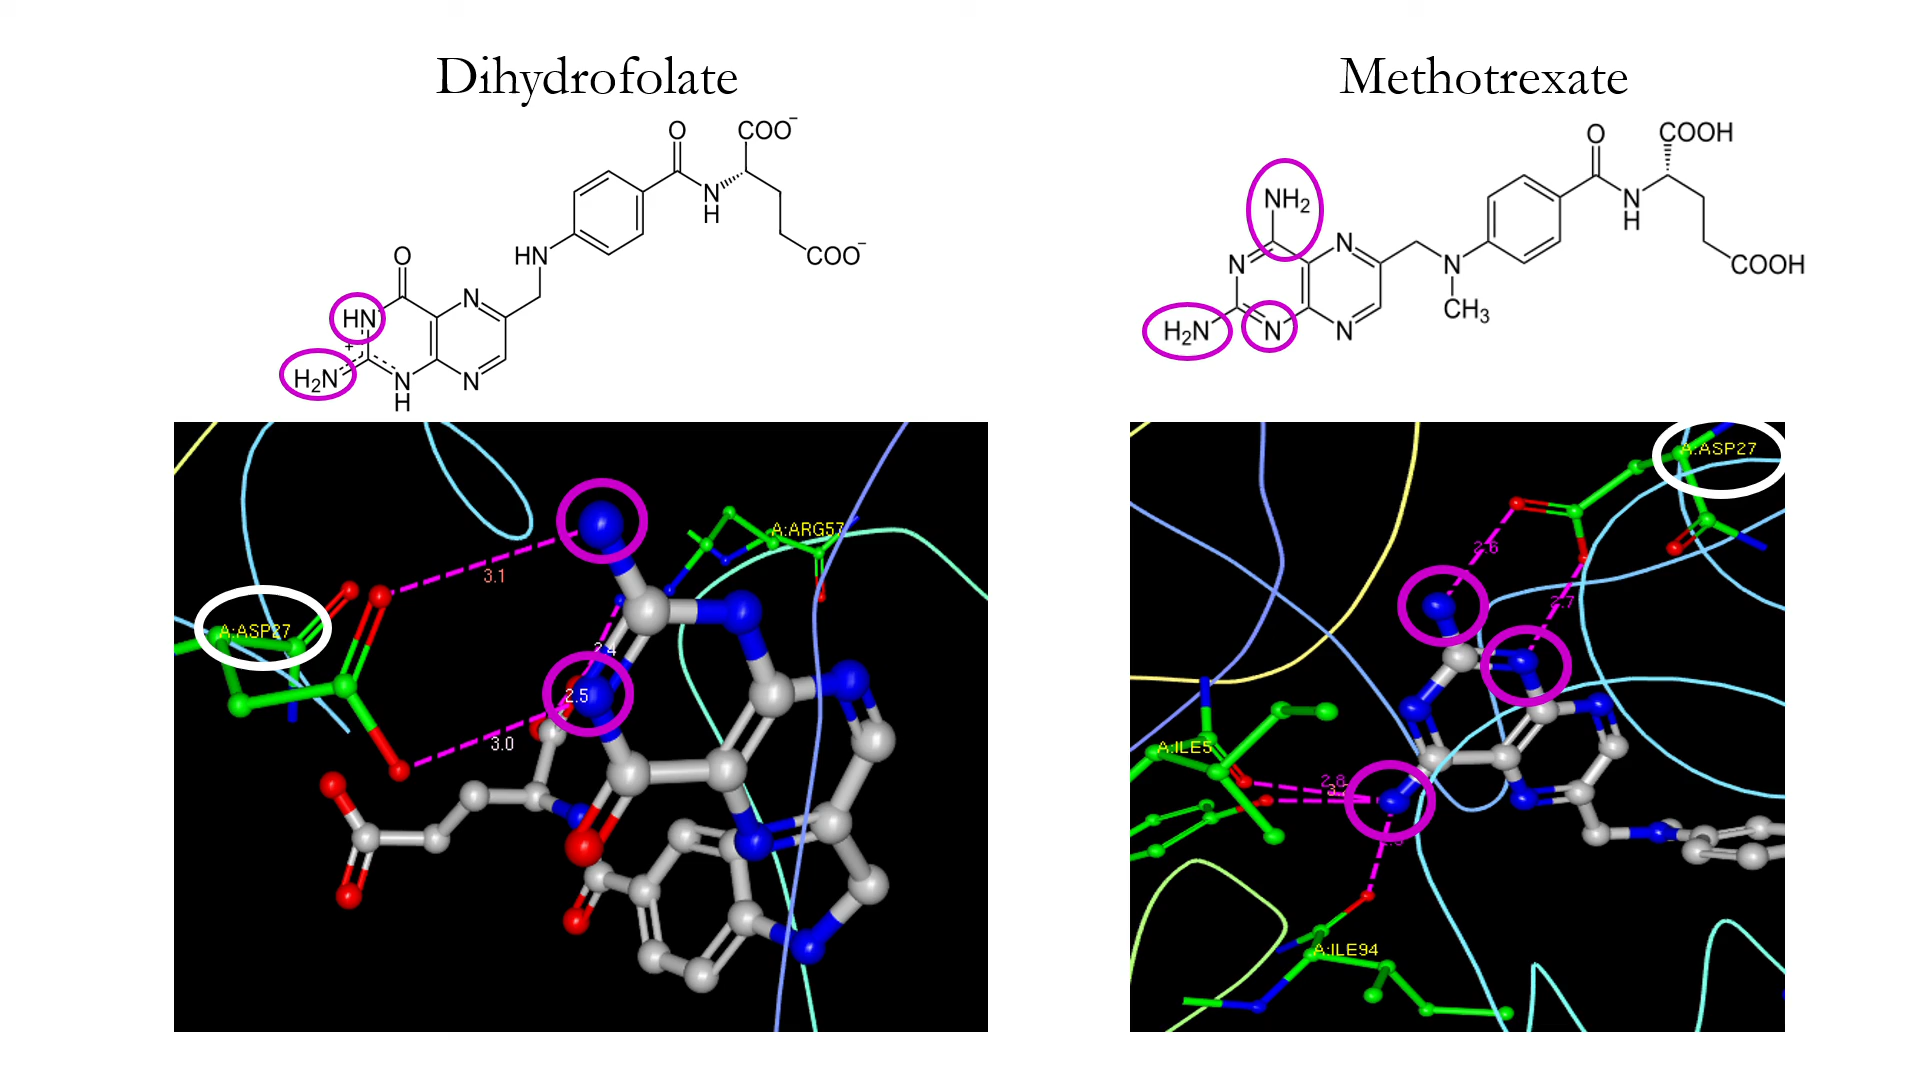 Dihydrofolate
O
COO⁻
N
H
HN
COO⁻
O
HN
N
+
H₂N
N
H
N
Methotrexate
O
COOH
NH₂
N
H
N
N
N
COOH
CH₃
H₂N
N
N
A:ARG57
3.1
A:ASP27
2.4
2.5
3.0
A:ASP27
2.6
2.7
A:ILE5
2.8
A:ILE94